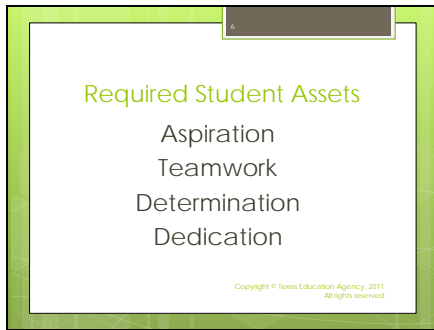 6
Required Student Assets
Aspiration
Teamwork
Determination
Dedication
Copyright © Texas Education Agency, 2011.
All rights reserved.